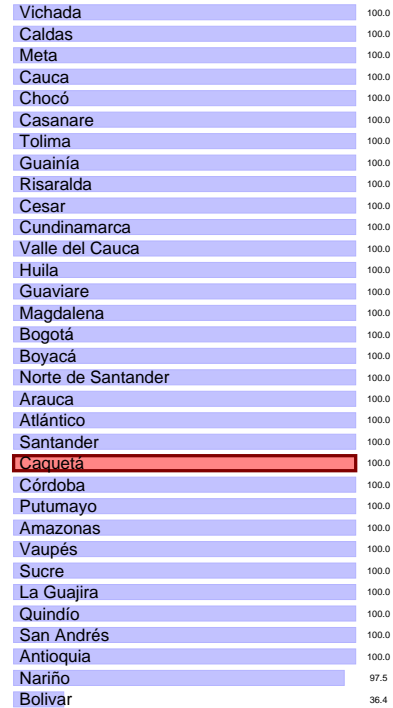 Vichada 100.0
Caldas 100.0
Meta 100.0
Cauca 100.0
Chocó 100.0
Casanare 100.0
Tolima 100.0
Guainía 100.0
Risaralda 100.0
Cesar 100.0
Cundinamarca 100.0
Valle del Cauca 100.0
Huila 100.0
Guaviare 100.0
Magdalena 100.0
Bogotá 100.0
Boyacá 100.0
Norte de Santander 100.0
Arauca 100.0
Atlántico 100.0
Santander 100.0
Caquetá 100.0
Córdoba 100.0
Putumayo 100.0
Amazonas 100.0
Vaupés 100.0
Sucre 100.0
La Guajira 100.0
Quindío 100.0
San Andrés 100.0
Antioquia 100.0
Nariño 97.5
Bolivar 36.4